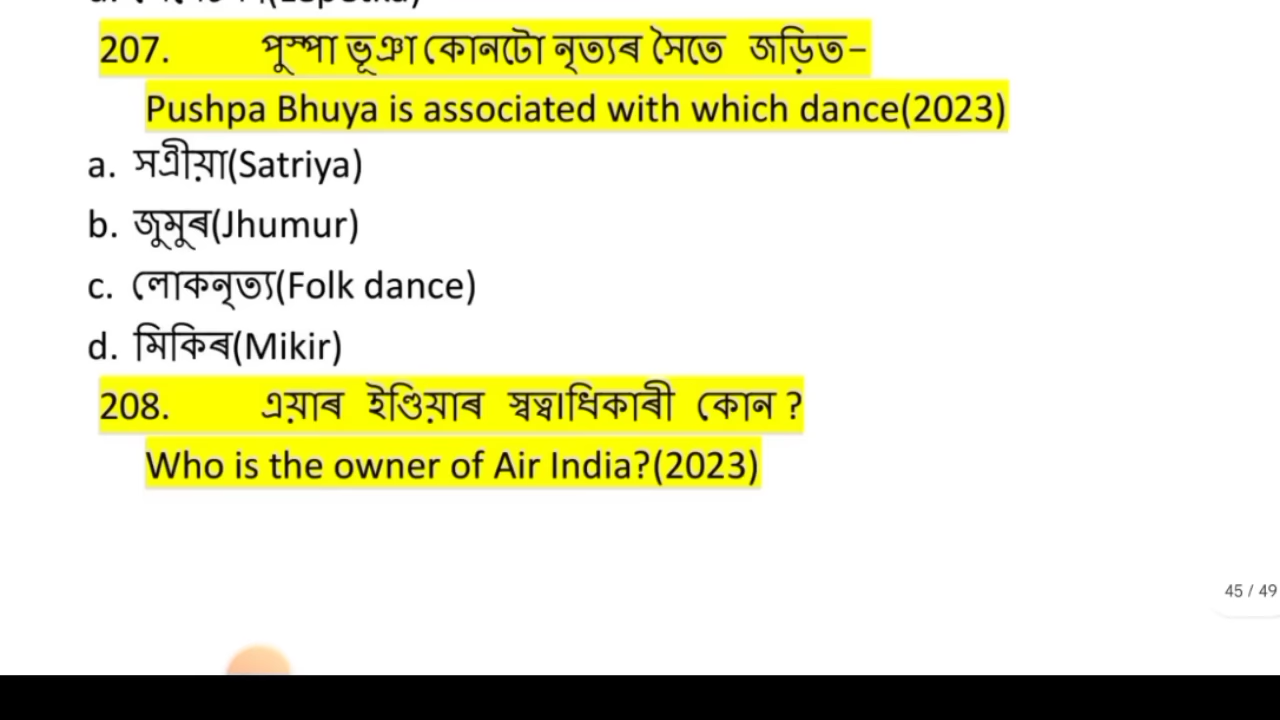 207. পুস্পা ভূঞা কোনটো নৃত্যৰ সৈতে জড়িত–
Pushpa Bhuya is associated with which dance(2023)
a. সত্ৰীয়া(Satriya)
b. জুমুৰ(Jhumur)
c. লোকনৃত্য(Folk dance)
d. মিকিৰ(Mikir)
208. এয়াৰ ইণ্ডিয়াৰ স্বত্বাধিকাৰী কোন ?
Who is the owner of Air India?(2023)
45 / 49